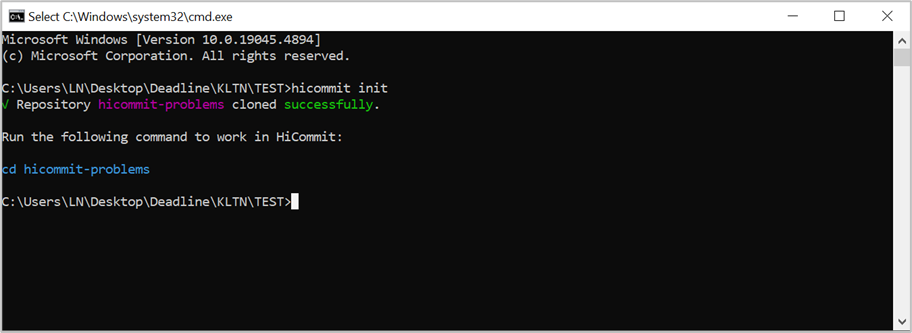 Select C:\Windows\system32\cmd.exe
Microsoft Windows [Version 10.0.19045.4894]
(c) Microsoft Corporation. All rights reserved.
C:\Users\LN\Desktop\Deadline\KLTN\TEST>hicommit init
√ Repository hicommit-problems cloned successfully.
Run the following command to work in HiCommit:
cd hicommit-problems
C:\Users\LN\Desktop\Deadline\KLTN\TEST>